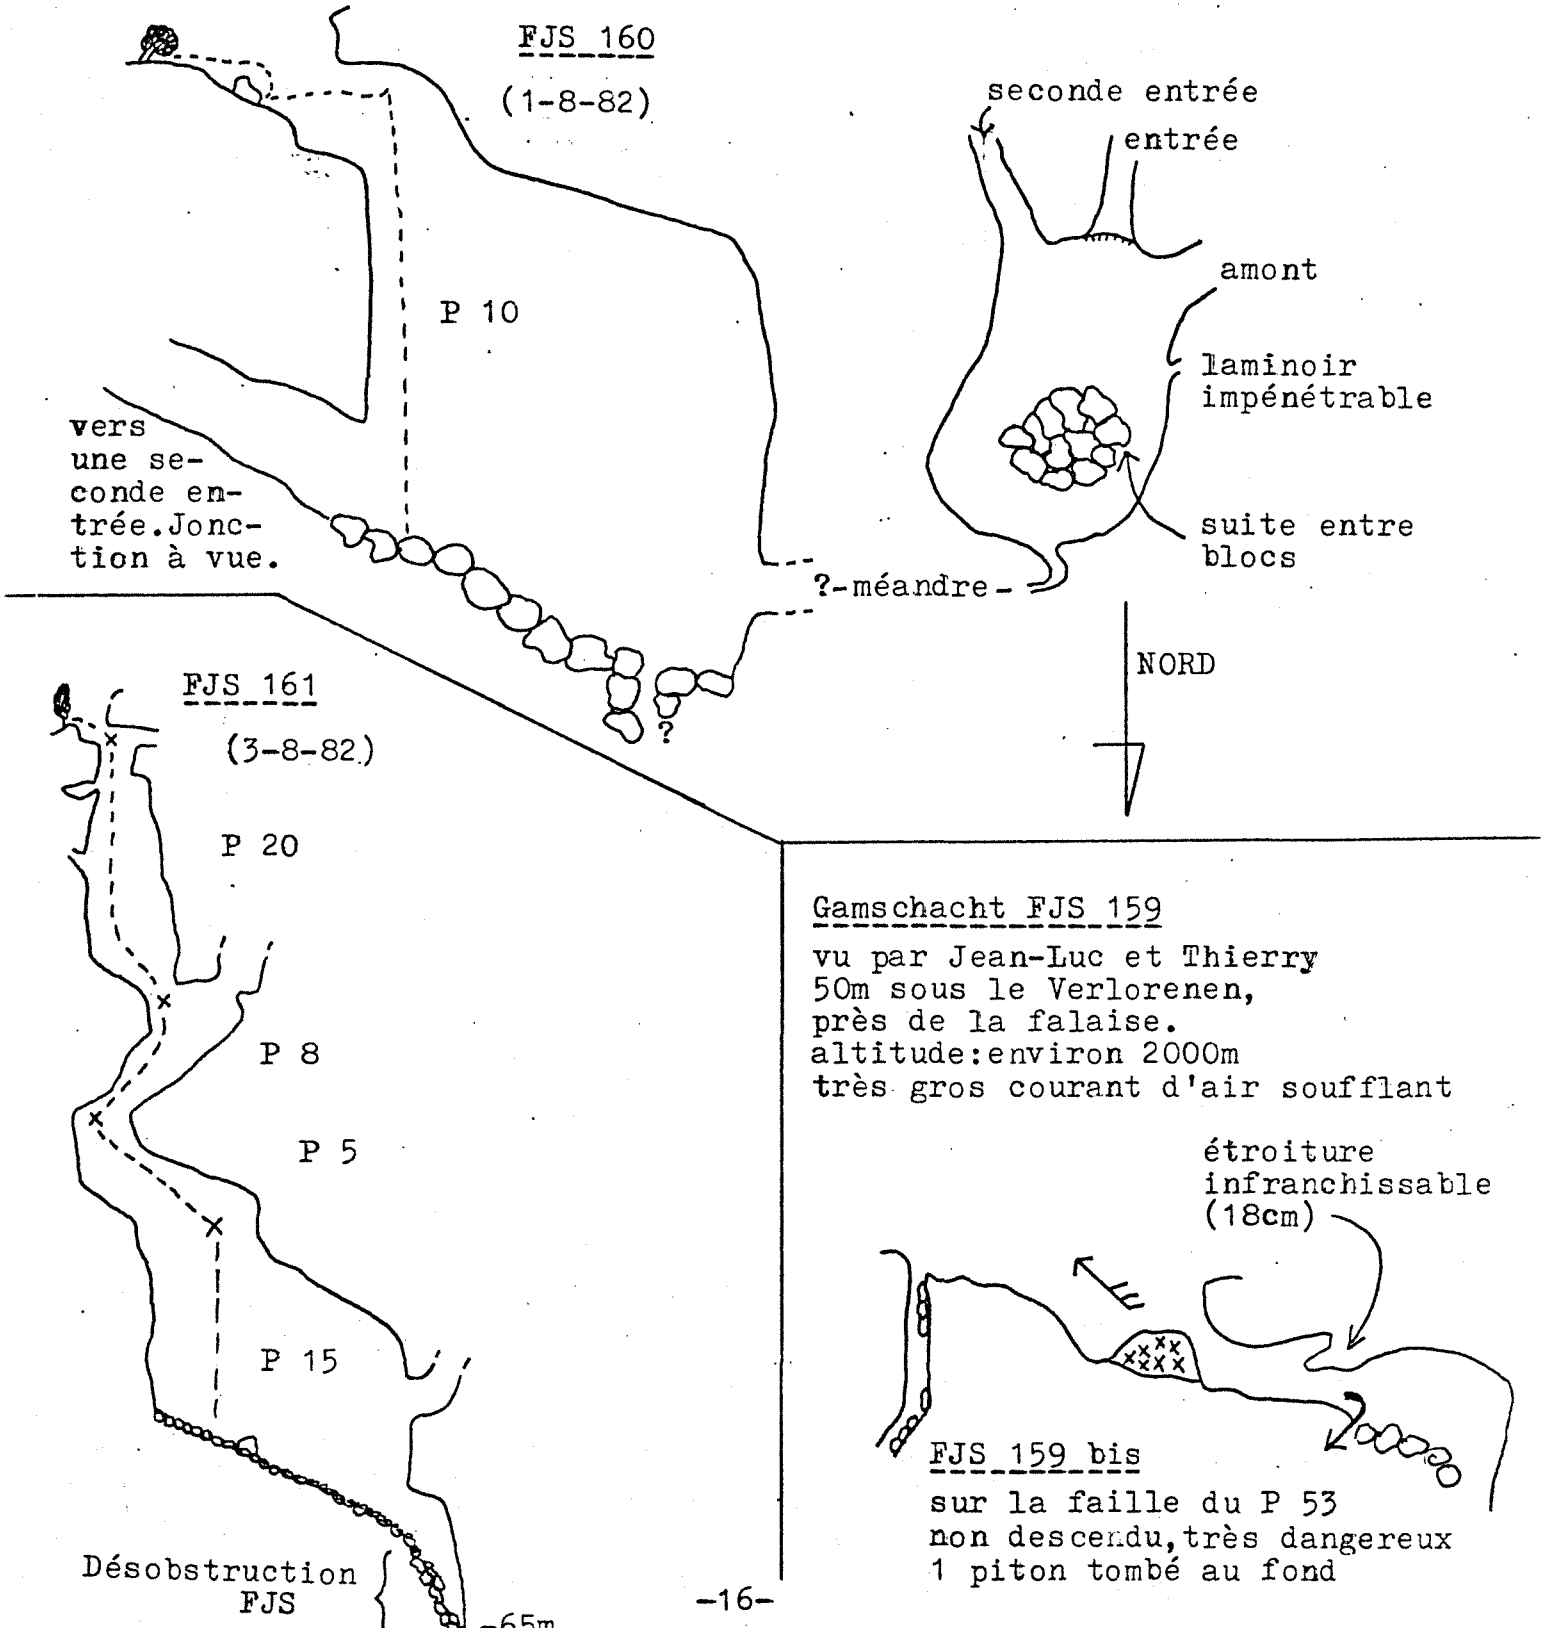 FJS 160
(1-8-82)
P 10
vers
une se-
conde en-
trée.Jonc-
tion à vue.
?
seconde entrée
entrée
amont
laminoir
impénétrable
suite entre
blocs
?-méandre-
NORD
FJS 161
(3-8-82)
P 20
P 8
P 5
P 15
Désobstruction
FJS
-65m
Gamschacht FJS 159
vu par Jean-Luc et Thierry
50m sous le Verlorenen,
près de la falaise.
altitude:environ 2000m
très gros courant d'air soufflant
étroiture
infranchissable
(18cm)
FJS 159 bis
sur la faille du P 53
non descendu,très dangereux
1 piton tombé au fond
-16-